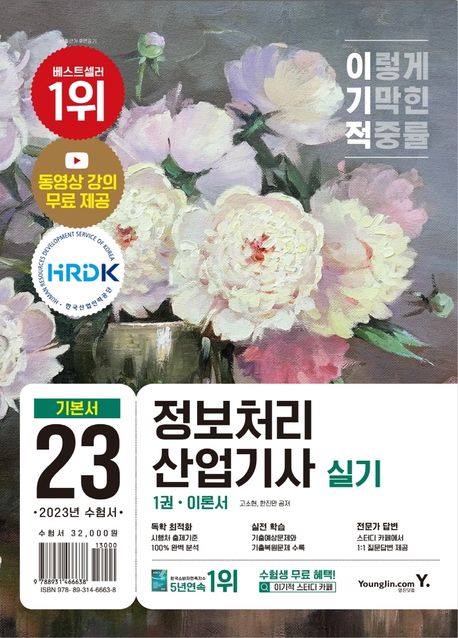 베스트셀러
1위
이렇게
기막힌
적중률
동영상 강의
무료 제공
HUMAN RESOURCES DEVELOPMENT SERVICE OF KOREA
HRDK
한국산업인력공단
기본서
23
•2023년 수험서•
수험서 32,000원
13000
9 788931 466638
ISBN 978-89-314-6663-8
정보처리
산업기사 실기
1권 • 이론서
고소현, 한진만 공저
독학 최적화
시행처 출제기준
100% 완벽 분석
실전 학습
기출예상문제와
기출복원문제 수록
전문가 답변
스터디 카페에서
1:1 질문답변 제공
한국소비자만족지수
5년연속 1위
수험생 무료 혜택!
이기적 스터디 카페
YoungJin.com Y.
영진닷컴